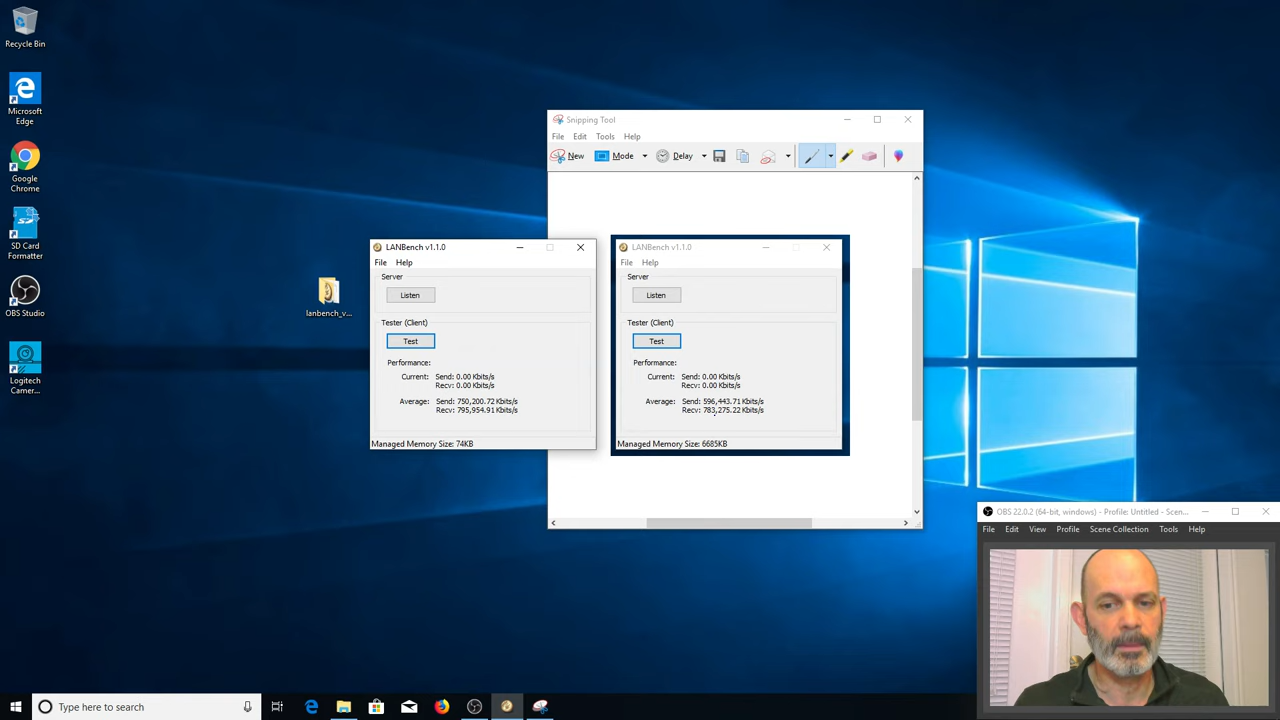 Recycle Bin
Microsoft
Edge
Google
Chrome
SD
SD Card
Formatter
OBS Studio
Logitech
Camer...
lanbench_v...
Snipping Tool
File Edit Tools Help
New Mode Delay
LANBench v1.1.0
File Help
Server
Listen
Tester (Client)
Test
Performance:
Current: Send: 0.00 Kbits/s
Recv: 0.00 Kbits/s
Average: Send: 750,200.72 Kbits/s
Recv: 795,954.91 Kbits/s
Managed Memory Size: 74KB
LANBench v1.1.0
File Help
Server
Listen
Tester (Client)
Test
Performance:
Current: Send: 0.00 Kbits/s
Recv: 0.00 Kbits/s
Average: Send: 596,443.71 Kbits/s
Recv: 783,275.22 Kbits/s
Managed Memory Size: 6685KB
OBS 22.0.2 (64-bit, windows) - Profile: Untitled - Scen...
File Edit View Profile Scene Collection Tools Help
Type here to search